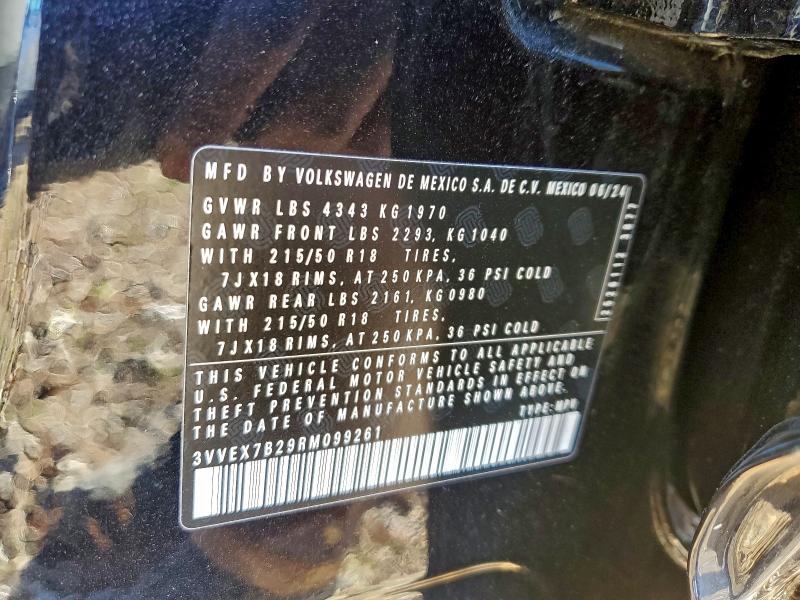 MFD BY VOLKSWAGEN DE MEXICO S.A. DE C.V. MEXICO 06/24
GVWR LBS 4343 KG 1970
GAWR FRONT LBS 2293, KG 1040
WITH 215/50 R18 TIRES,
7JX18 RIMS, AT 250 KPA, 36 PSI COLD
GAWR REAR LBS 2161, KG 0980
WITH 215/50 R18 TIRES,
7JX18 RIMS, AT 250 KPA, 36 PSI COLD
THIS VEHICLE CONFORMS TO ALL APPLICABLE
U.S. FEDERAL MOTOR VEHICLE SAFETY AND
THEFT PREVENTION STANDARDS IN EFFECT ON
THE DATE OF MANUFACTURE SHOWN ABOVE.
TYPE: MPV
3VVEX7B29RM099261